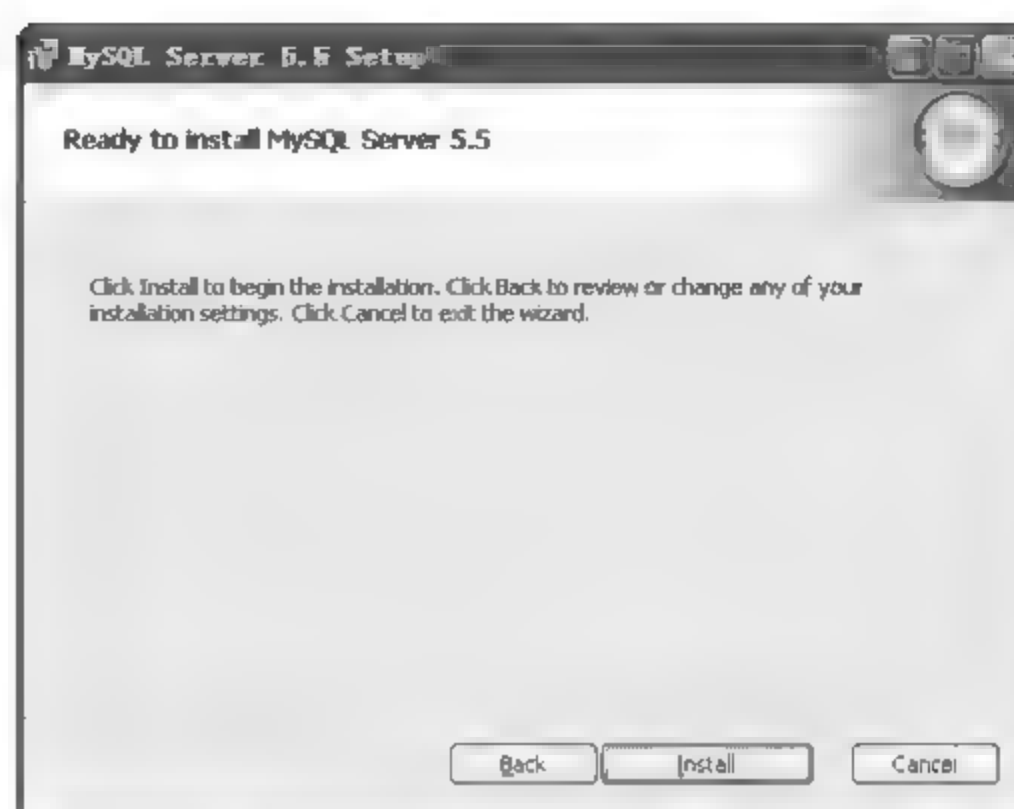 MySQL Server 5.5 Setup
Ready to install MySQL Server 5.5
Click Install to begin the installation. Click Back to review or change any of your
installation settings. Click Cancel to exit the wizard.
Back
Install
Cancel